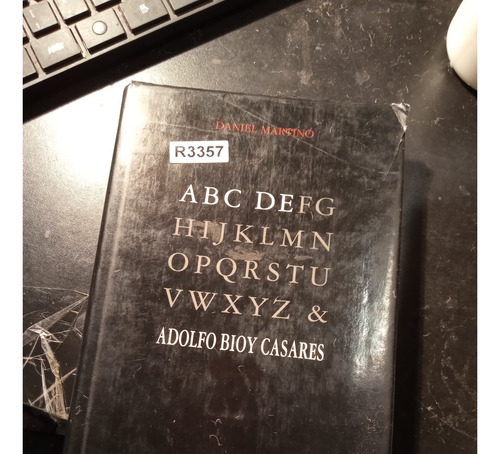 DANIEL MARTINO
R3357
ABC DEFG
HIJKLMN
OPQRSTU
VWXYZ &
ADOLFO BIOY CASARES